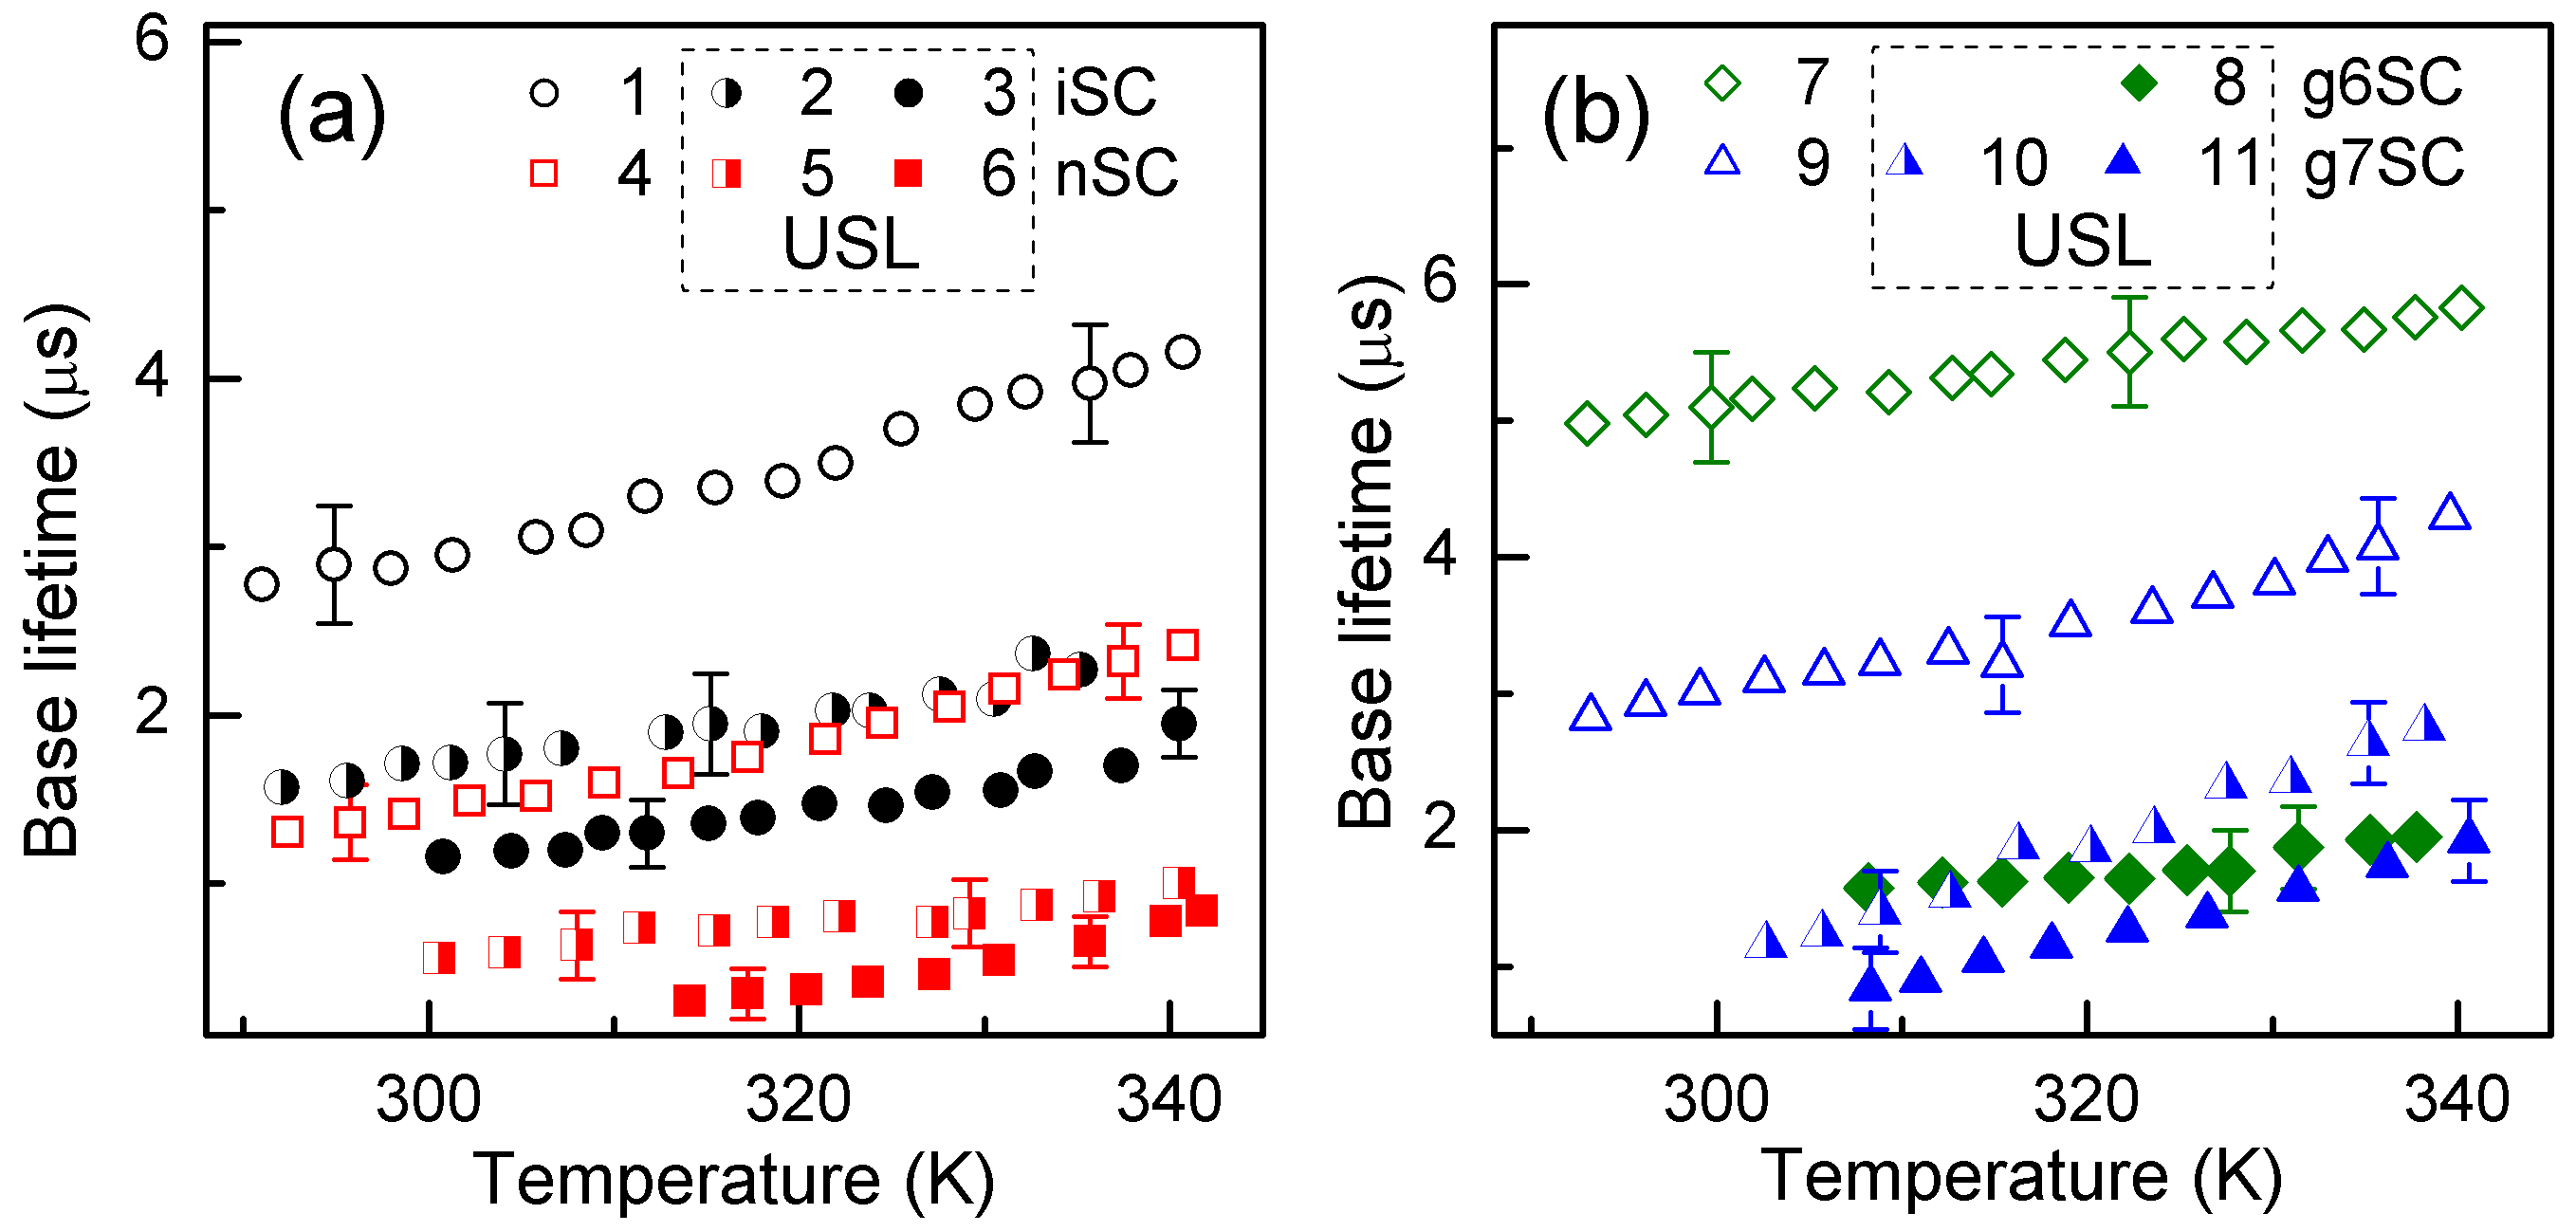 (a)
1 2 3 iSC
4 5 6 nSC
USL
6
4
2
Base lifetime (μs)
300 320 340
Temperature (K)
(b)
7 8 g6SC
9 10 11 g7SC
USL
6
4
2
Base lifetime (μs)
300 320 340
Temperature (K)